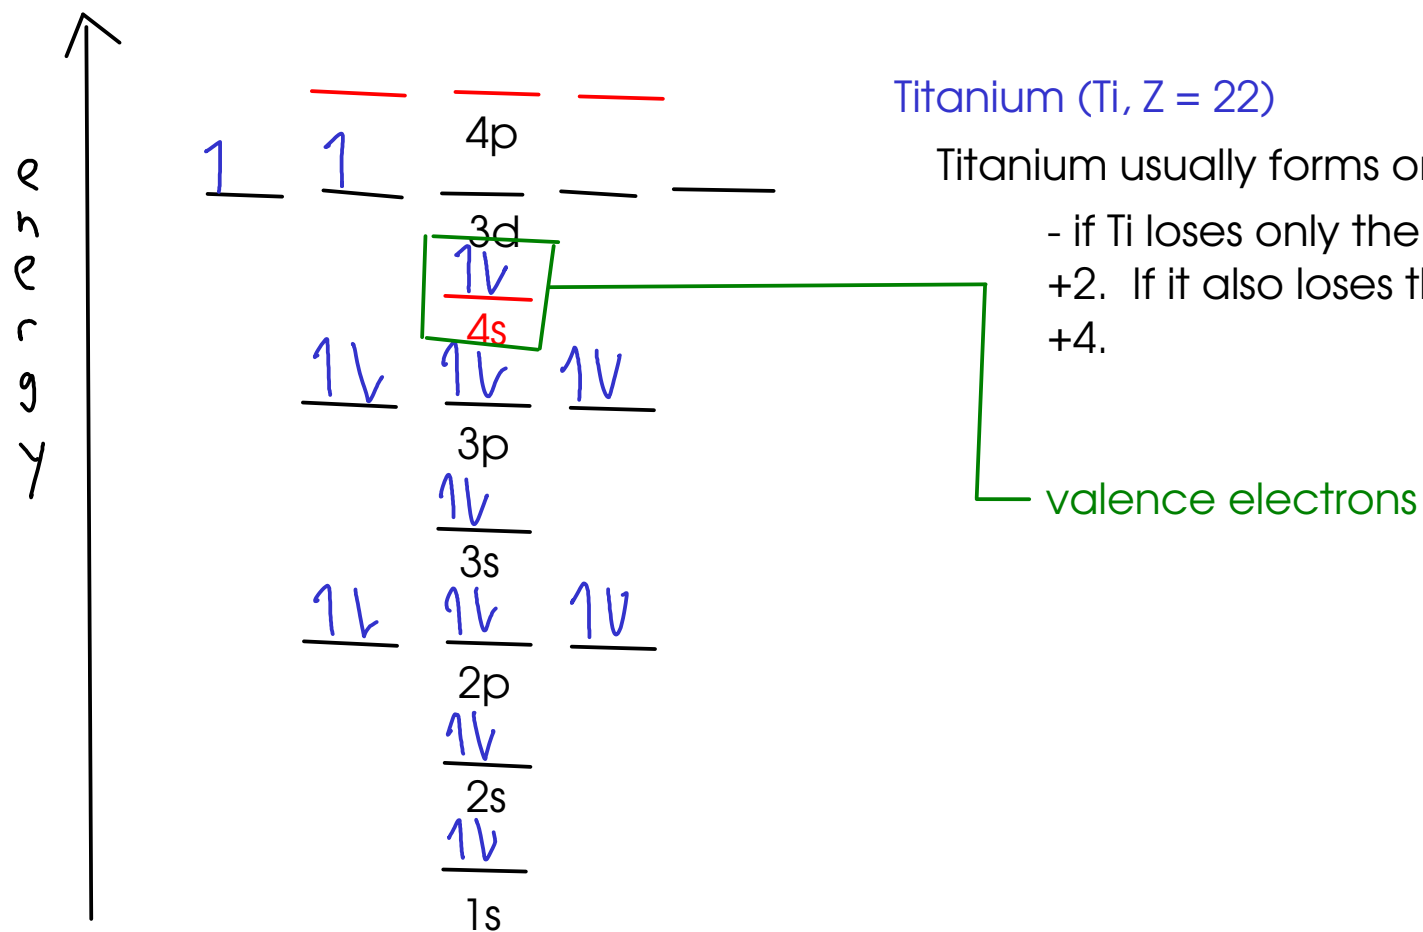 energy
4p
3d
4s
3p
3s
2p
2s
1s
Titanium (Ti, Z = 22)
Titanium usually forms
- if Ti loses only the
+2.  If it also loses
+4.
valence electrons